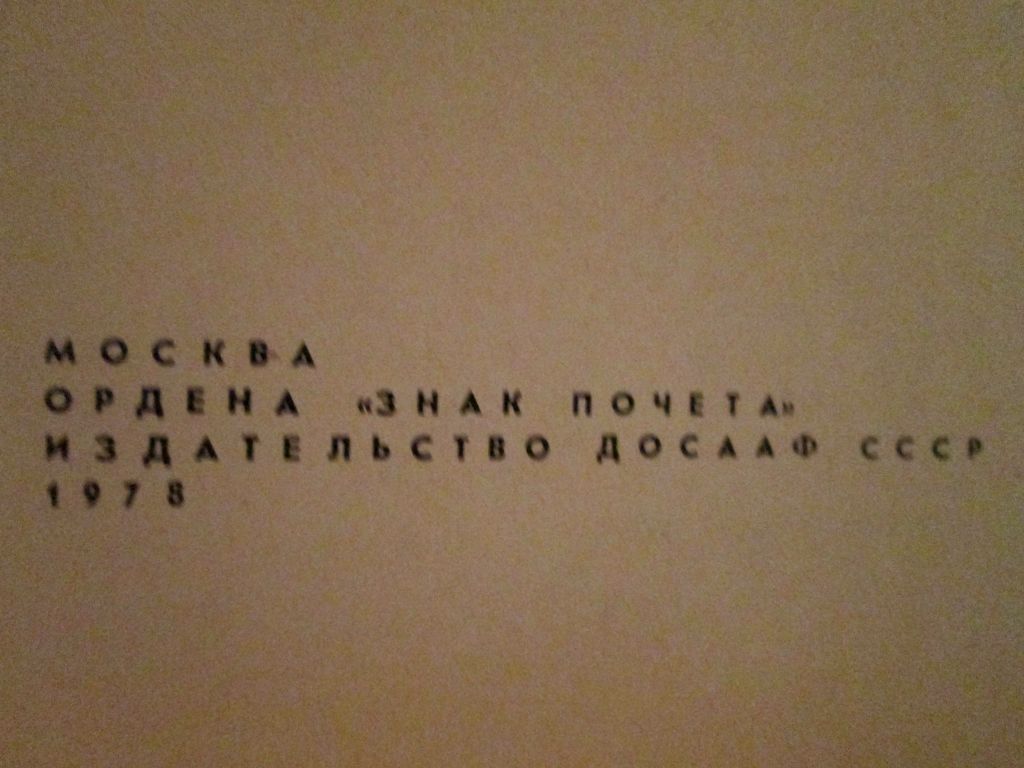 МОСКВА
ОРДЕНА «ЗНАК ПОЧЕТА»
ИЗДАТЕЛЬСТВО ДОСААФ СССР
1978